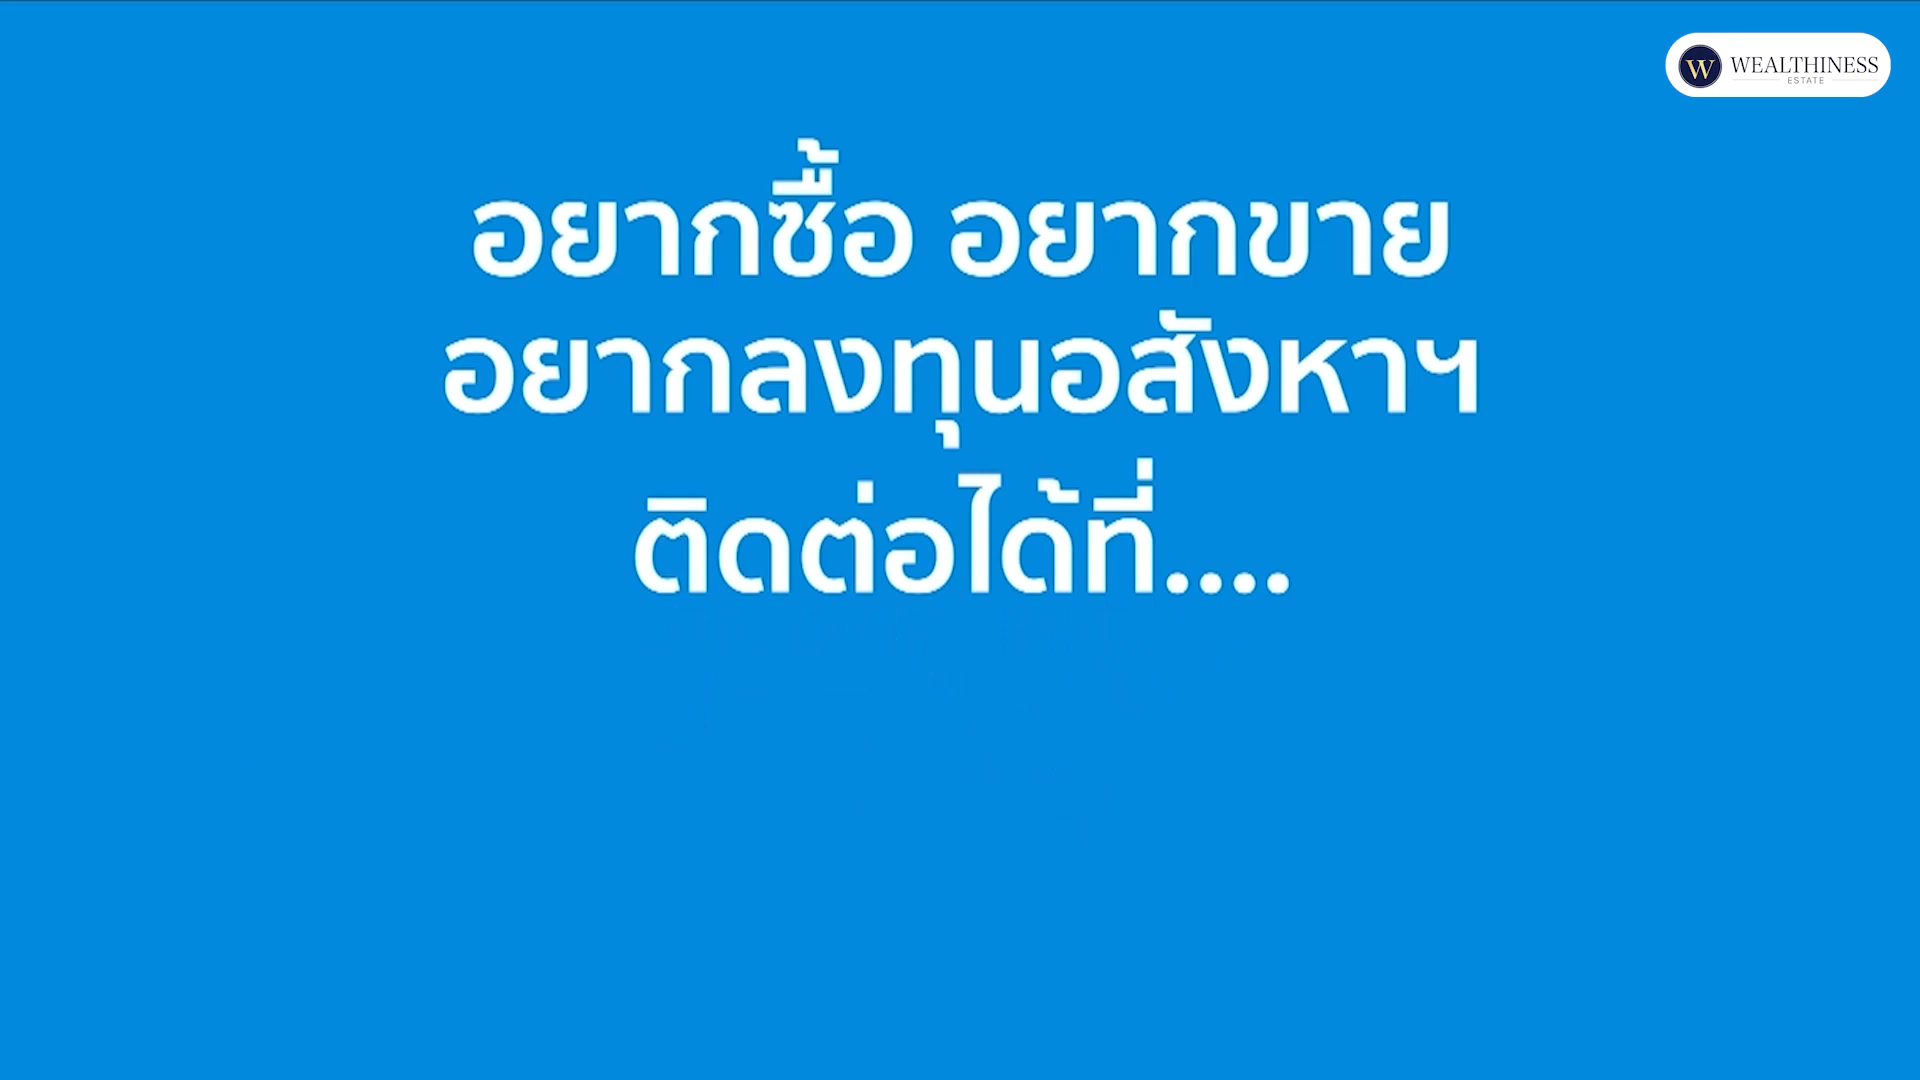 WEALTHINESS
ESTATE
อยากซื้อ อยากขาย
อยากลงทุนอสังหาฯ
ติดต่อได้ที่....